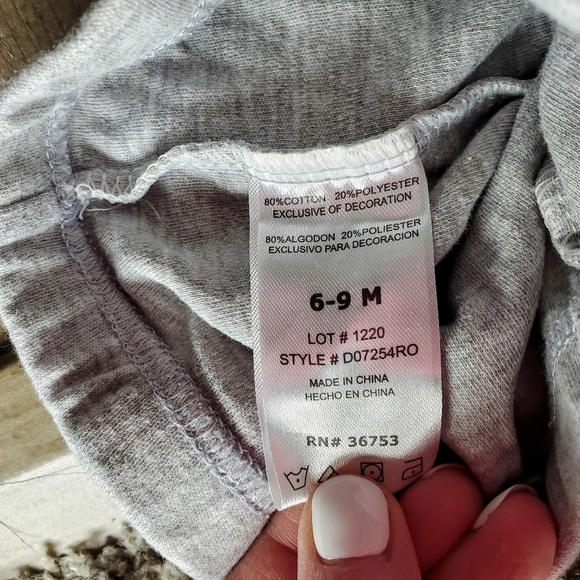 80%COTTON 20%POLYESTER
EXCLUSIVE OF DECORATION
80%ALGODON 20%POLIESTER
EXCLUSIVO PARA DECORACION
6-9 M
LOT # 1220
STYLE # D07254RO
MADE IN CHINA
HECHO EN CHINA
RN# 36753